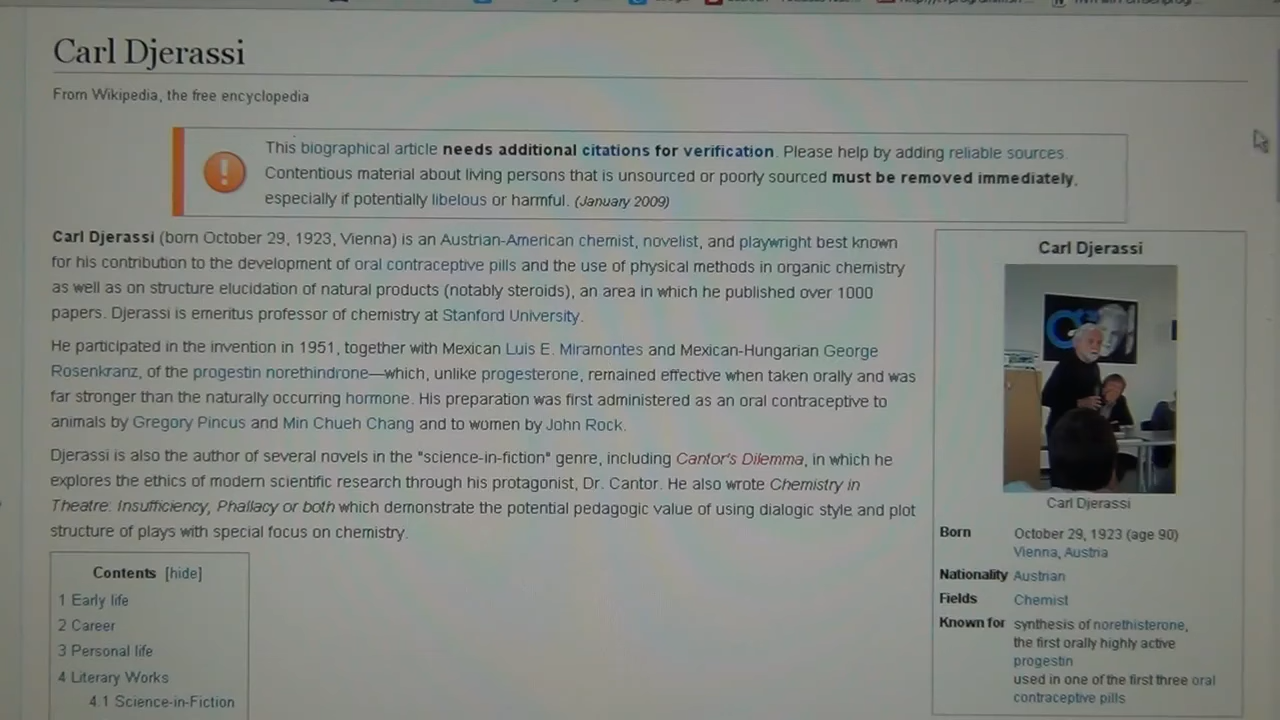 Carl Djerassi
From Wikipedia, the free encyclopedia
This biographical article needs additional citations for verification. Please help by adding reliable sources.
Contentious material about living persons that is unsourced or poorly sourced must be removed immediately,
especially if potentially libelous or harmful. (January 2009)
Carl Djerassi (born October 29, 1923, Vienna) is an Austrian-American chemist, novelist, and playwright best known
for his contribution to the development of oral contraceptive pills and the use of physical methods in organic chemistry
as well as on structure elucidation of natural products (notably steroids), an area in which he published over 1000
papers. Djerassi is emeritus professor of chemistry at Stanford University.
He participated in the invention in 1951, together with Mexican Luis E. Miramontes and Mexican-Hungarian George
Rosenkranz, of the progestin norethindrone—which, unlike progesterone, remained effective when taken orally and was
far stronger than the naturally occurring hormone. His preparation was first administered as an oral contraceptive to
animals by Gregory Pincus and Min Chueh Chang and to women by John Rock.
Djerassi is also the author of several novels in the "science-in-fiction" genre, including Cantor's Dilemma, in which he
explores the ethics of modern scientific research through his protagonist, Dr. Cantor. He also wrote Chemistry in
Theatre: Insufficiency, Phallacy or both which demonstrate the potential pedagogic value of using dialogic style and plot
structure of plays with special focus on chemistry.
Contents [hide]
1 Early life
2 Career
3 Personal life
4 Literary Works
4.1 Science-in-Fiction
Carl Djerassi
Carl Djerassi
Born October 29, 1923 (age 90)
Vienna, Austria
Nationality Austrian
Fields Chemist
Known for synthesis of norethisterone,
the first orally highly active
progestin
used in one of the first three oral
contraceptive pills